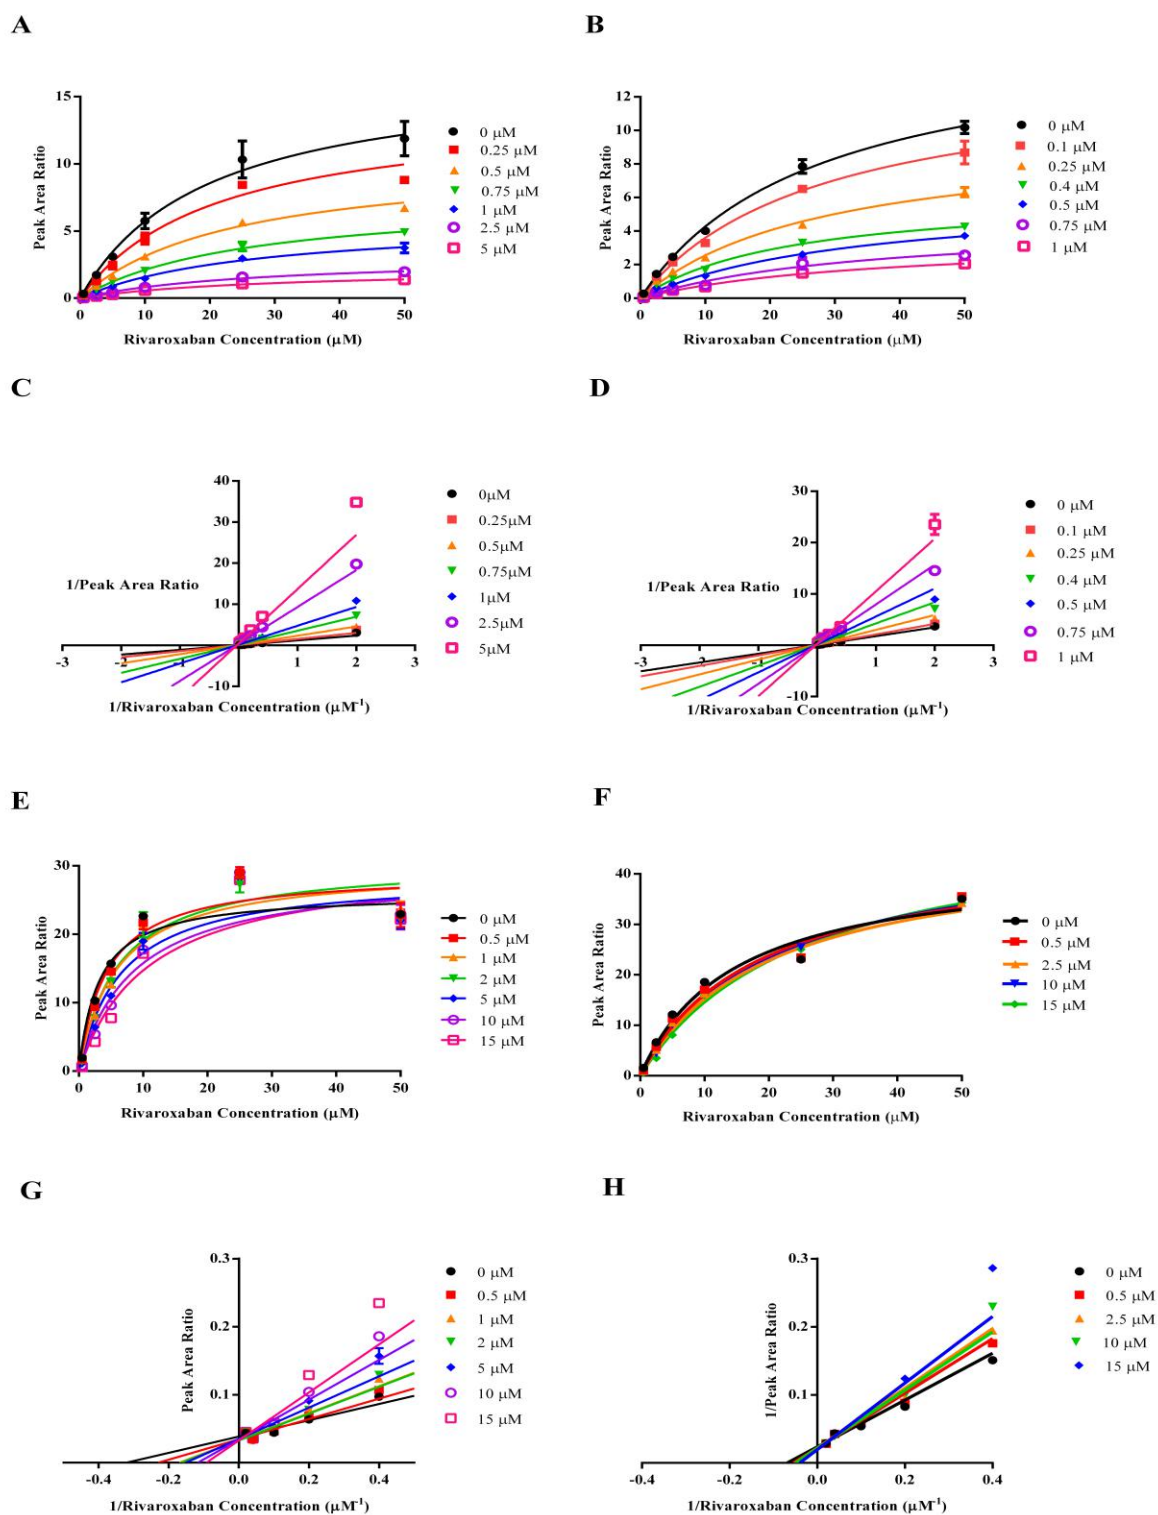 A
15
10
5
0
0
10
20
30
40
50
Peak Area Ratio
Rivaroxaban Concentration (μM)
0 μM
0.25 μM
0.5 μM
0.75 μM
1 μM
2.5 μM
5 μM
B
12
10
8
6
4
2
0
0
10
20
30
40
50
Peak Area Ratio
Rivaroxaban Concentration (μM)
0 μM
0.1 μM
0.25 μM
0.4 μM
0.5 μM
0.75 μM
1 μM
C
40
30
20
10
-10
-3
-2
-1
0
1
2
3
1/Peak Area Ratio
1/Rivaroxaban Concentration (μM-1)
0μM
0.25μM
0.5μM
0.75μM
1μM
2.5μM
5μM
D
30
20
10
-10
-3
-2
-1
0
1
2
3
1/Peak Area Ratio
1/Rivaroxaban Concentration (μM-1)
0 μM
0.1 μM
0.25 μM
0.4 μM
0.5 μM
0.75 μM
1 μM
E
30
20
10
0
0
10
20
30
40
50
Peak Area Ratio
Rivaroxaban Concentration (μM)
0 μM
0.5 μM
1 μM
2 μM
5 μM
10 μM
15 μM
F
40
30
20
10
0
0
10
20
30
40
50
Peak Area Ratio
Rivaroxaban Concentration (μM)
0 μM
0.5 μM
2.5 μM
10 μM
15 μM
G
0.3
0.2
0.1
-0.4
-0.2
0.0
0.2
0.4
Peak Area Ratio
1/Rivaroxaban Concentration (μM-1)
0 μM
0.5 μM
1 μM
2 μM
5 μM
10 μM
15 μM
H
0.3
0.2
0.1
-0.4
-0.2
0.0
0.2
0.4
1/Peak Area Ratio
1/Rivaroxaban Concentration (μM-1)
0 μM
0.5 μM
2.5 μM
10 μM
15 μM